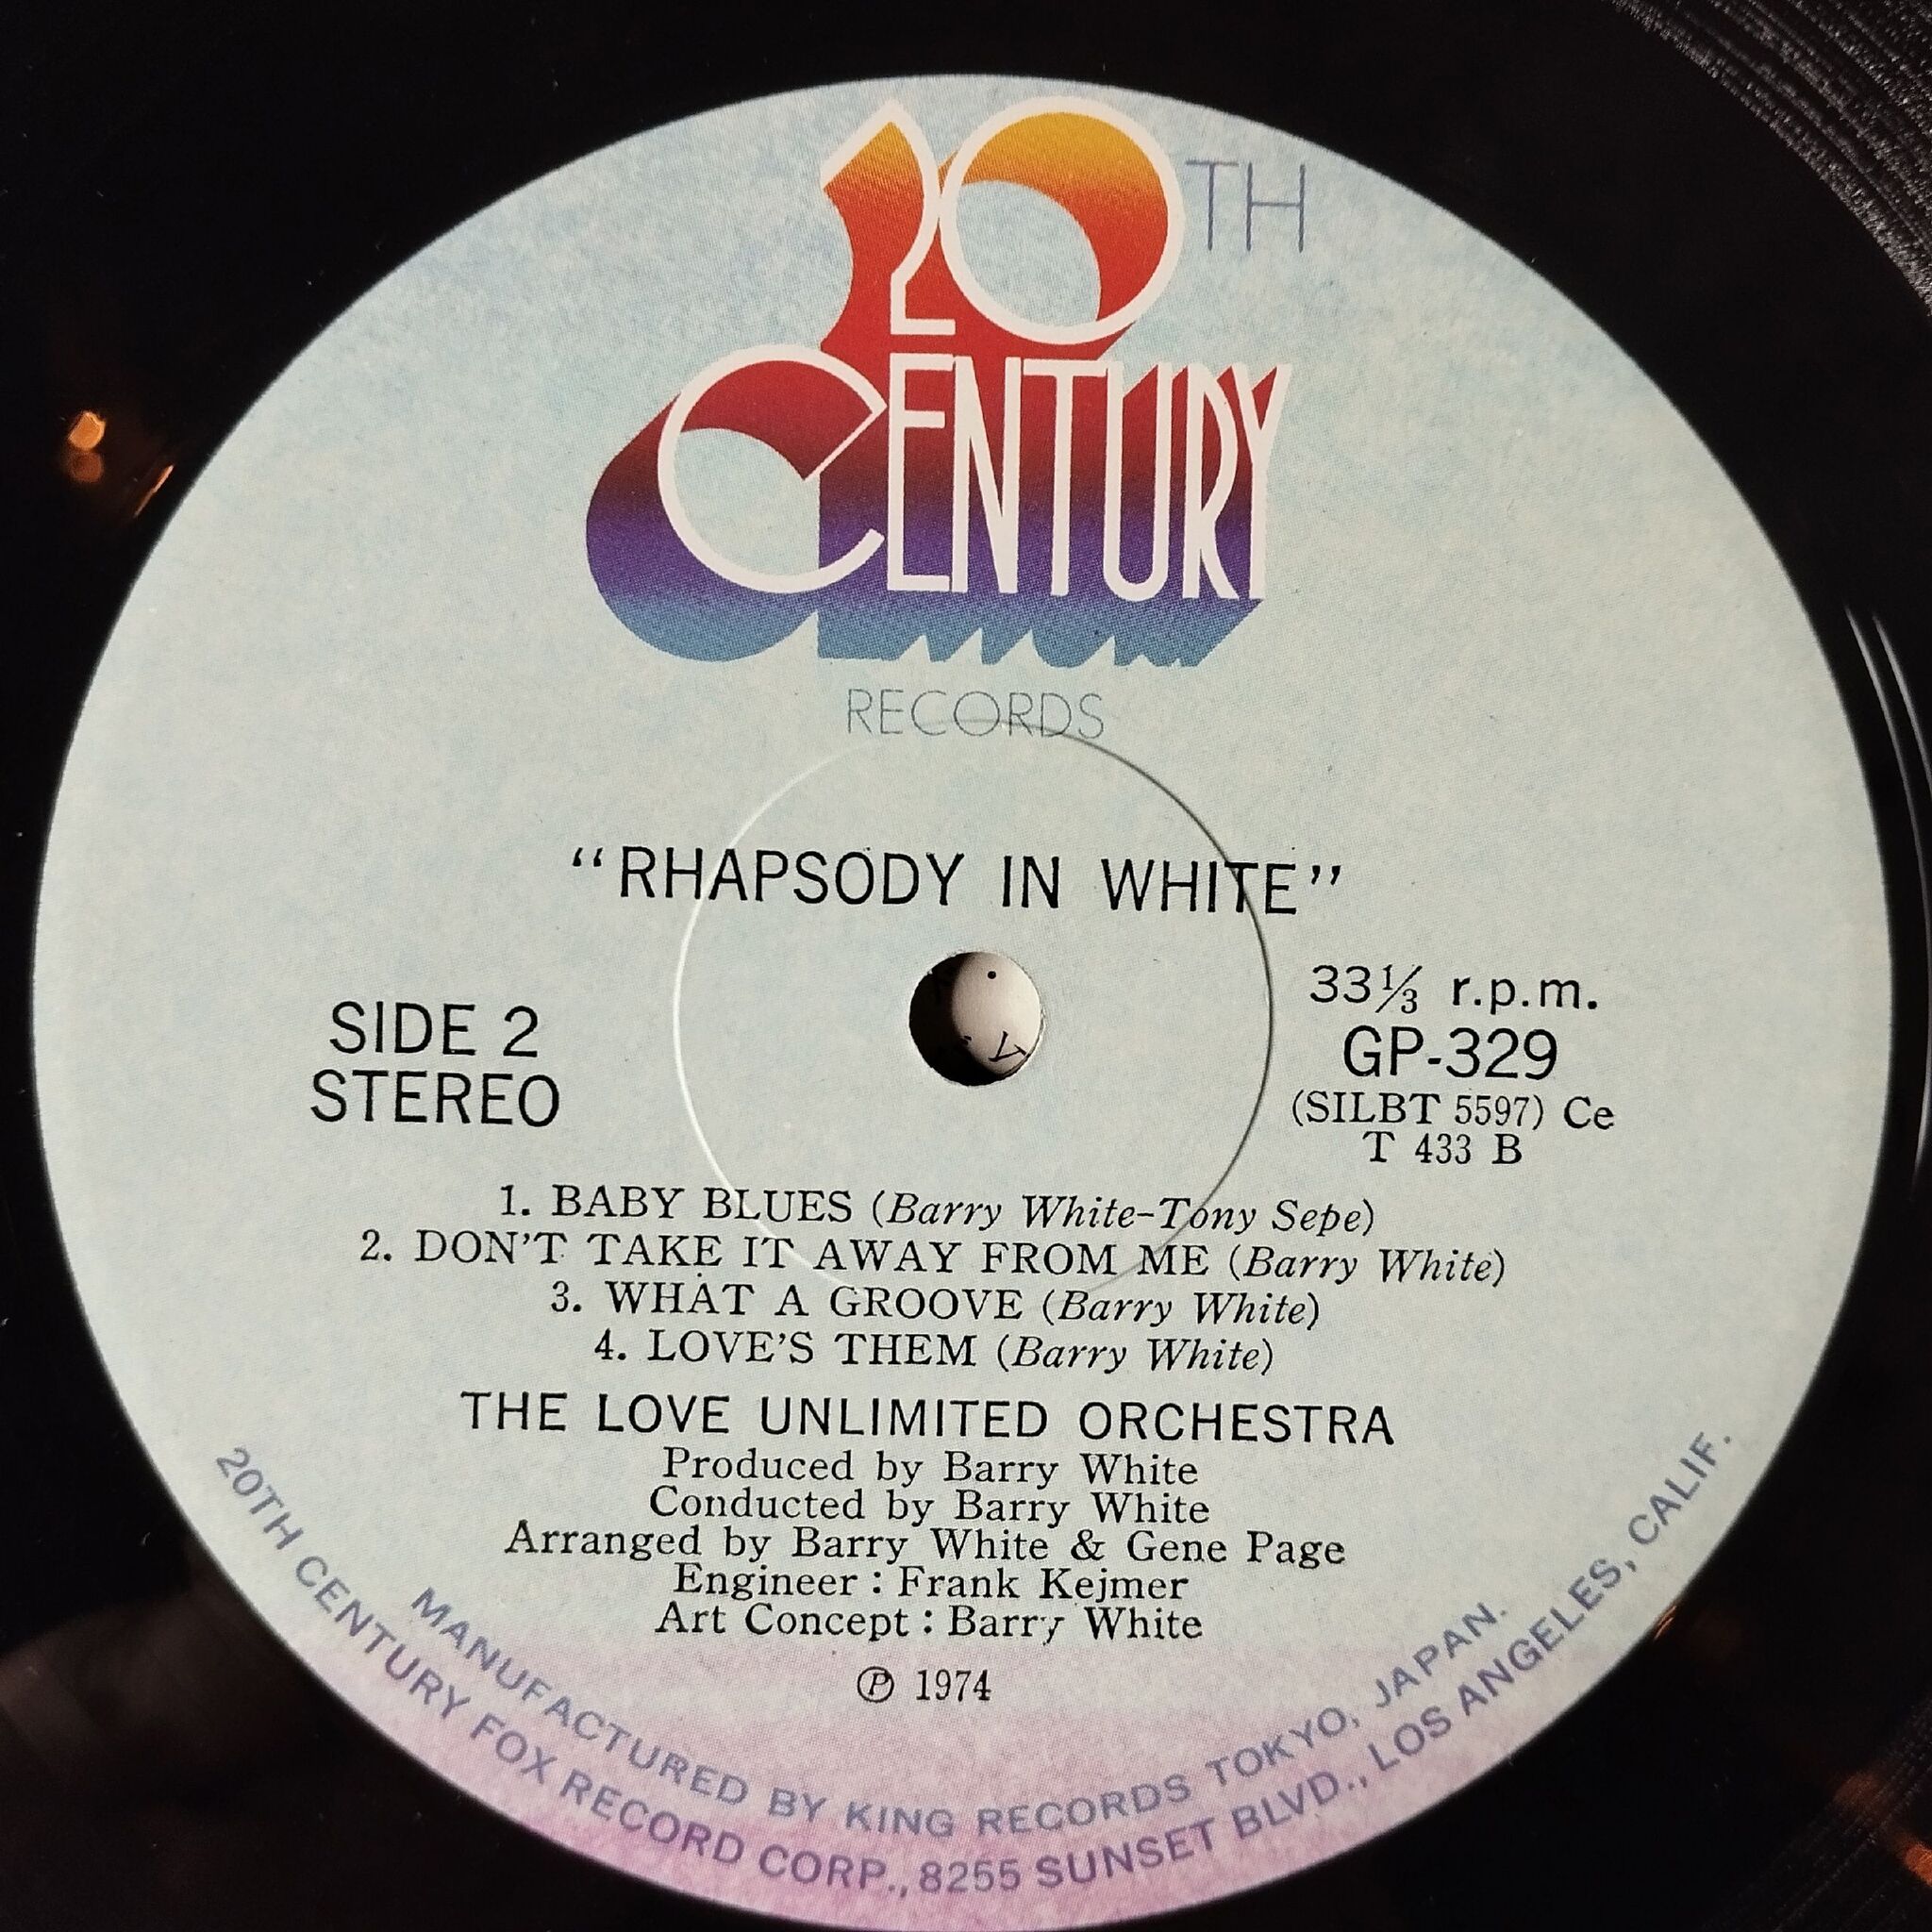 20TH
CENTURY
RECORDS
“RHAPSODY IN WHITE”
SIDE 2
STEREO
33⅓ r.p.m.
GP-329
(SILBT 5597) Ce
T 433 B
1. BABY BLUES (Barry White-Tony Sepe)
2. DON'T TAKE IT AWAY FROM ME (Barry White)
3. WHAT A GROOVE (Barry White)
4. LOVE'S THEM (Barry White)
THE LOVE UNLIMITED ORCHESTRA
Produced by Barry White
Conducted by Barry White
Arranged by Barry White & Gene Page
Engineer : Frank Kejmer
Art Concept : Barry White
℗ 1974
MANUFACTURED BY KING RECORDS TOKYO, JAPAN.
20TH CENTURY FOX RECORD CORP., 8255 SUNSET BLVD., LOS ANGELES, CALIF.